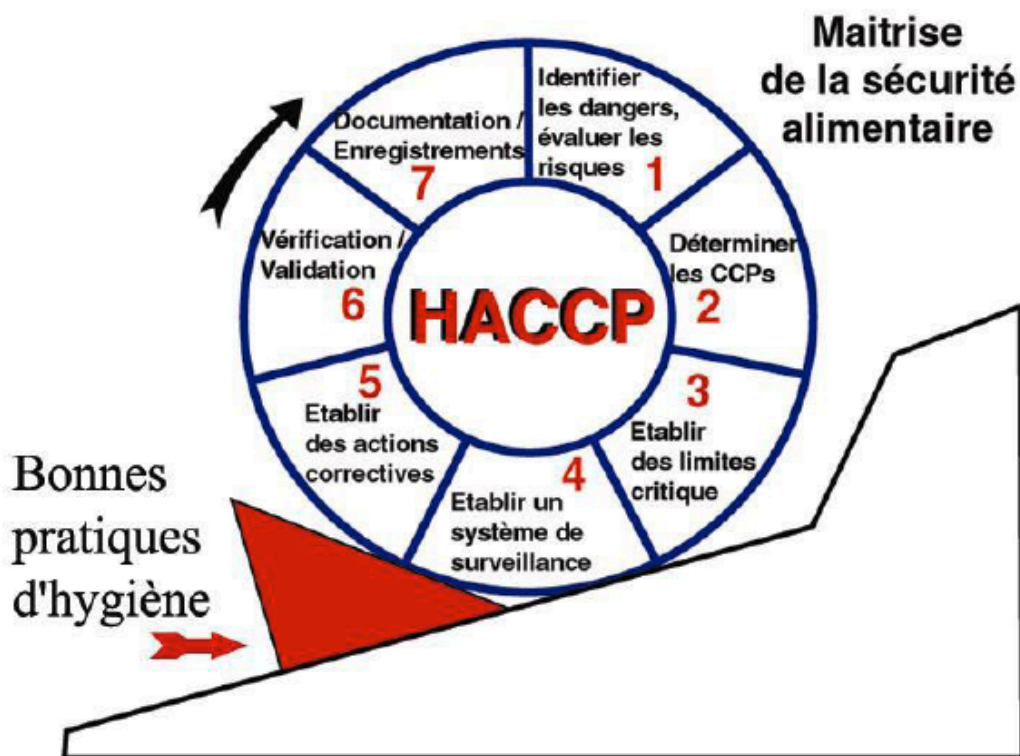 Maitrise
de la sécurité
alimentaire
Identifier
les dangers,
évaluer les
risques
1
Déterminer
les CCPs
2
3
Etablir
des limites
critique
4
Etablir un
système de
surveillance
5
Etablir
des actions
correctives
Vérification /
Validation
6
Documentation /
Enregistrements
7
HACCP
Bonnes
pratiques
d'hygiène